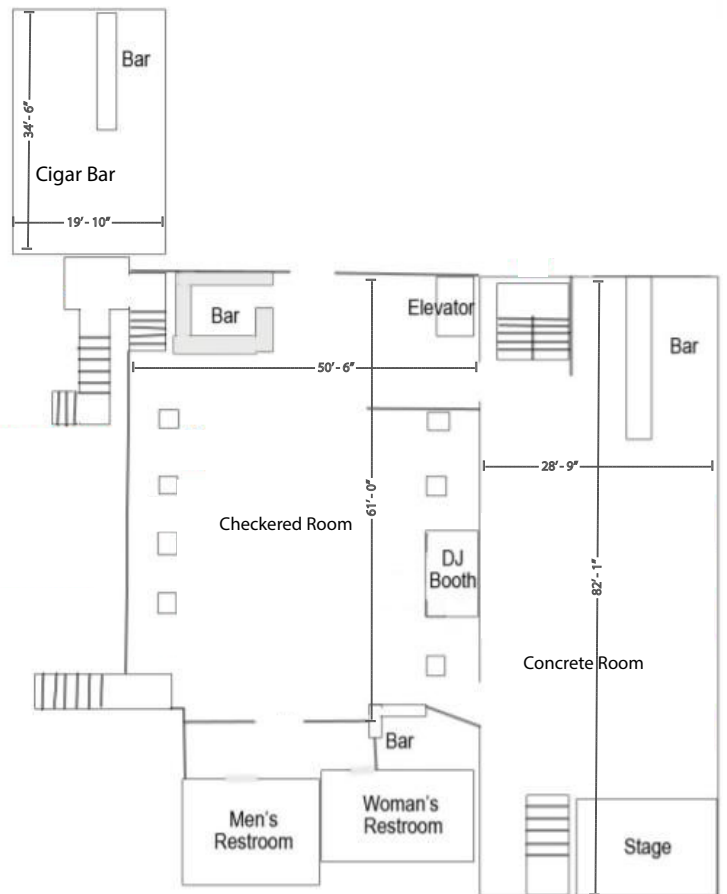 Bar
34'- 6"
Cigar Bar
19'- 10"
Bar
Elevator
Bar
50'- 6"
28'- 9"
61'- 0"
Checkered Room
DJ
Booth
82'- 1"
Concrete Room
Bar
Men's
Restroom
Woman's
Restroom
Stage